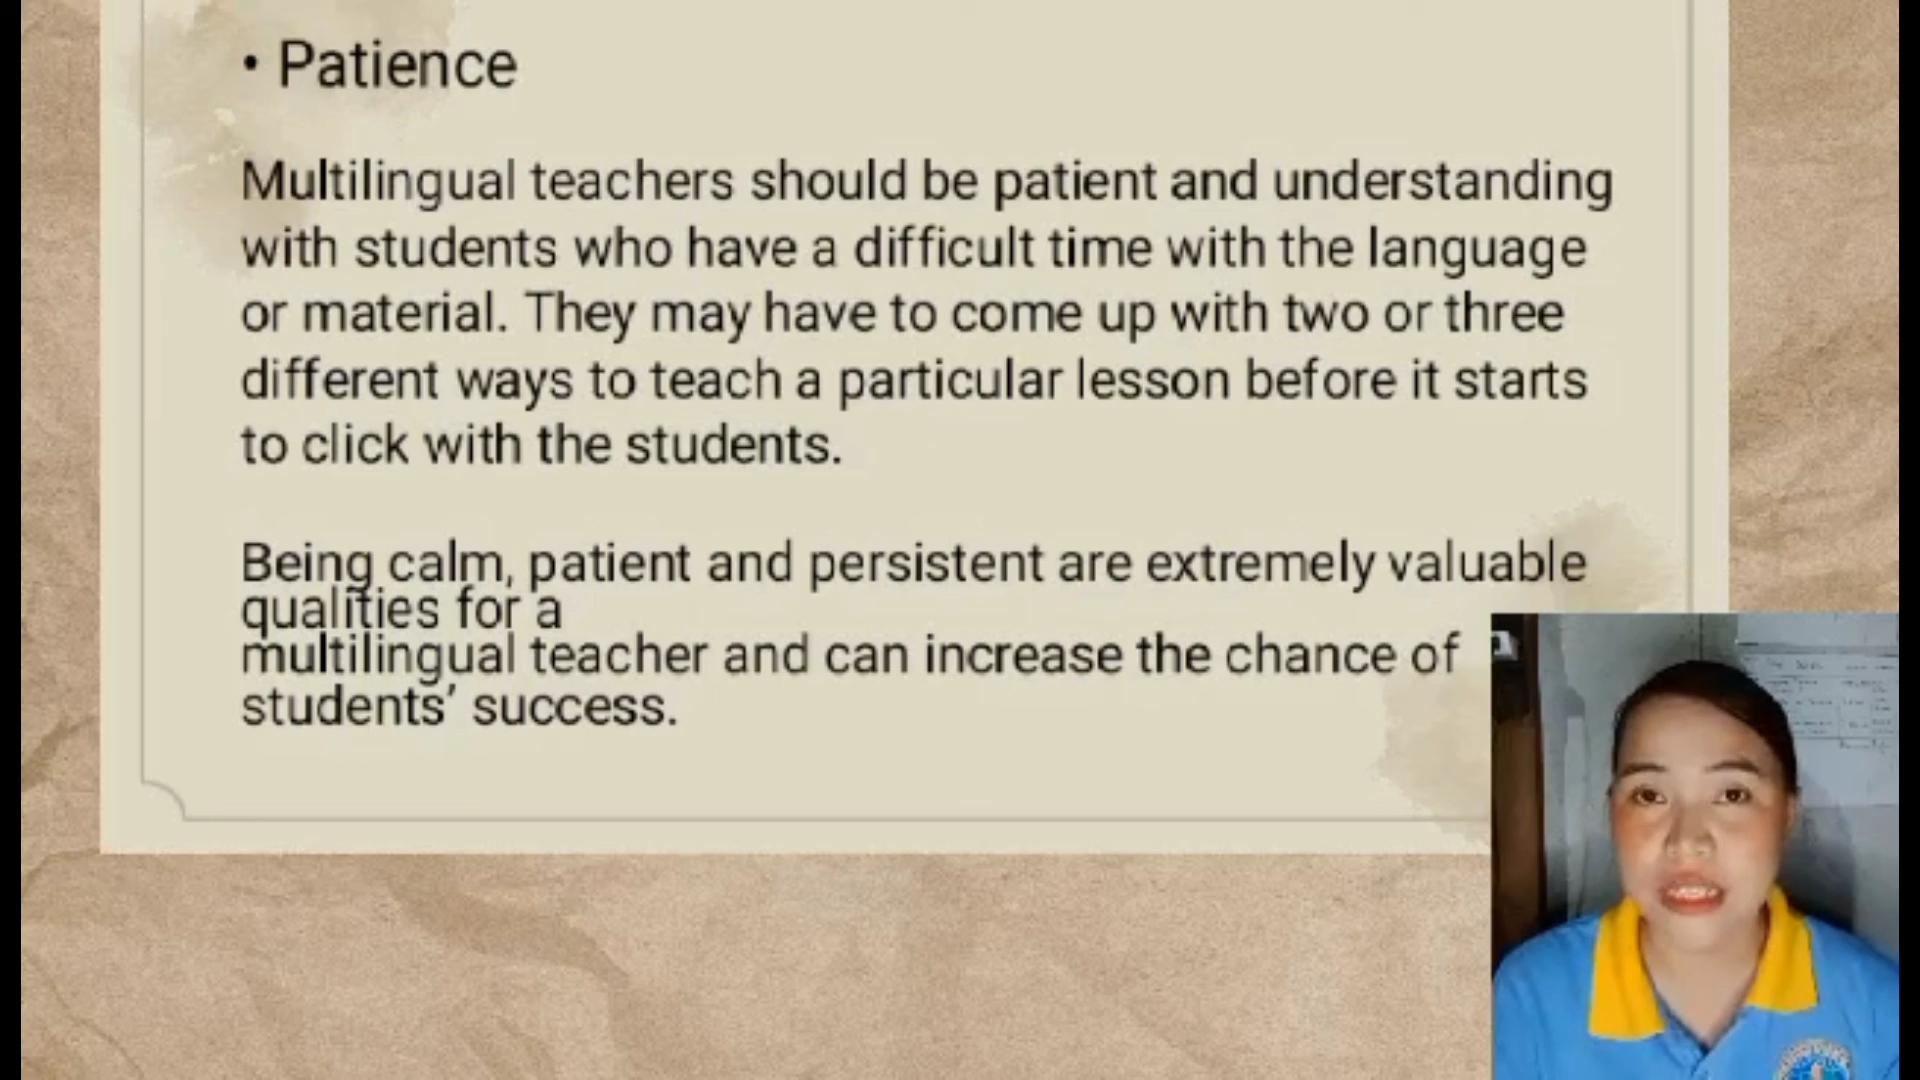 • Patience
Multilingual teachers should be patient and understanding
with students who have a difficult time with the language
or material. They may have to come up with two or three
different ways to teach a particular lesson before it starts
to click with the students.
Being calm, patient and persistent are extremely valuable
qualities for a
multilingual teacher and can increase the chance of
students’ success.